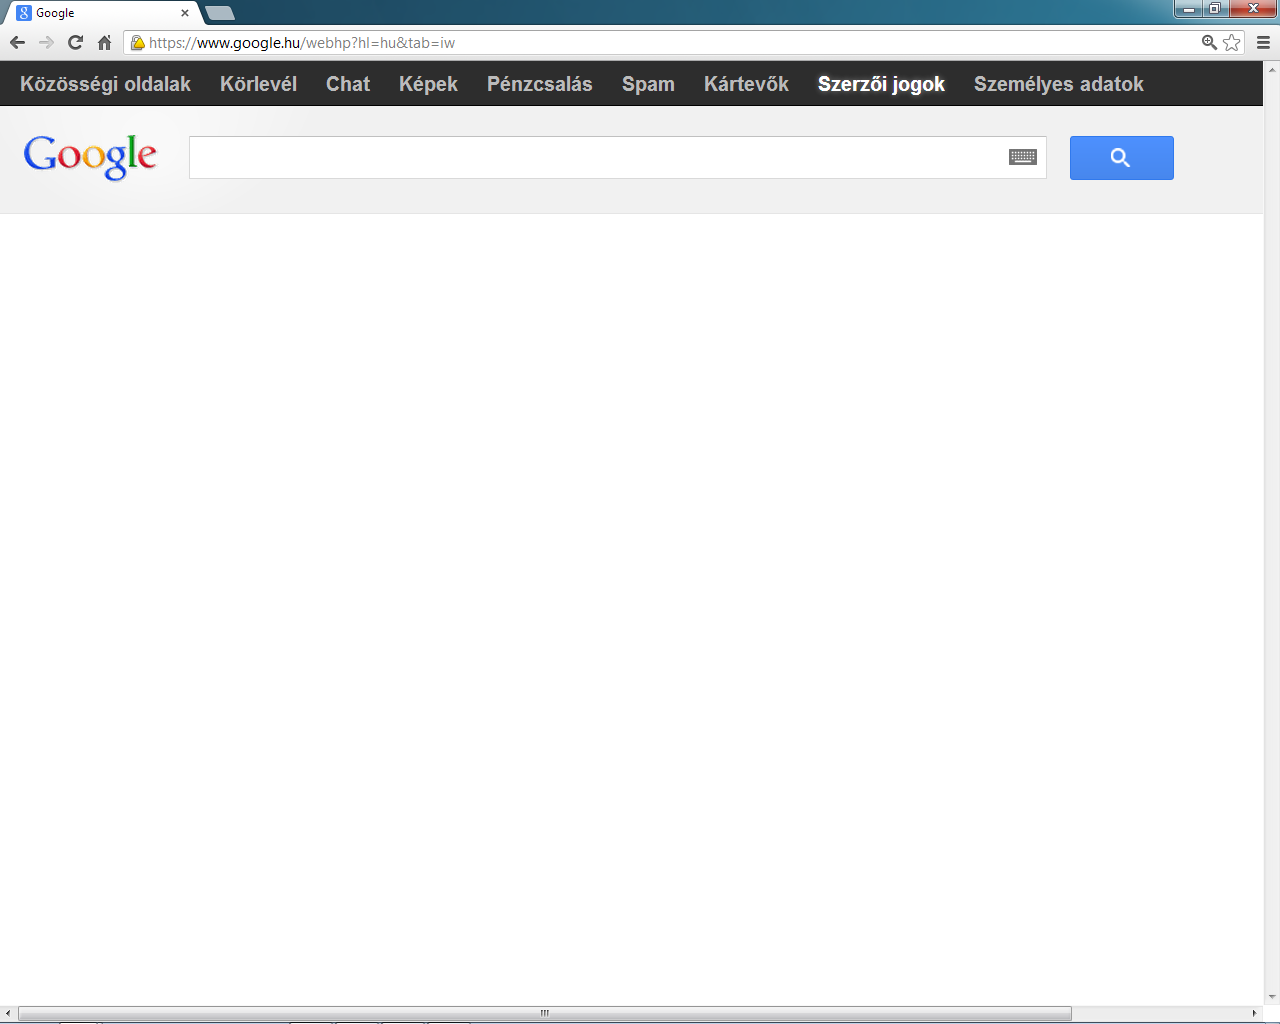 Google
https://www.google.hu/webhp?hl=hu&tab=iw
Közösségi oldalak Körlevél Chat Képek Pénzcsalás Spam Kártevők Szerzői jogok Személyes adatok
Google